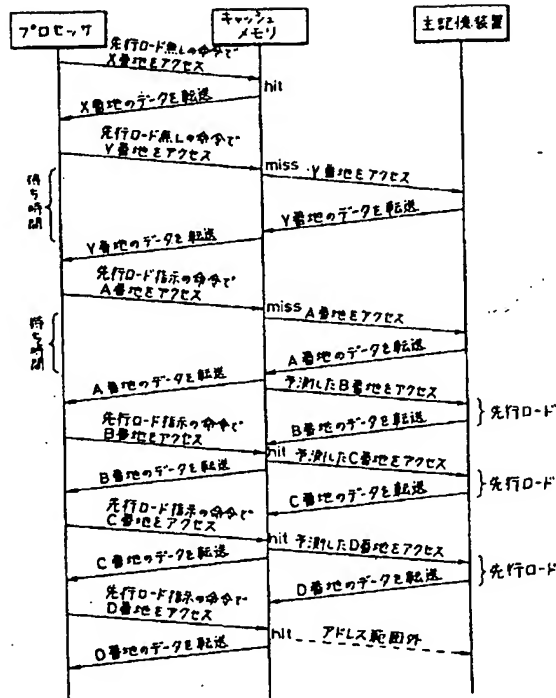 プロセッサ
キャッシュ
メモリ
主記憶装置
先行ロード無しの命令で
X番地をアクセス
hit
X番地のデータを転送
先行ロード無しの命令で
Y番地をアクセス
miss
Y番地をアクセス
待ち時間
Y番地のデータを転送
Y番地のデータを転送
先行ロード指示の命令で
A番地をアクセス
miss
A番地をアクセス
待ち時間
A番地のデータを転送
A番地のデータを転送
予測したB番地をアクセス
先行ロード指示の命令で
B番地をアクセス
B番地のデータを転送
先行ロード
hit
予測したC番地をアクセス
B番地のデータを転送
先行ロード指示の命令で
C番地をアクセス
C番地のデータを転送
先行ロード
hit
予測したD番地をアクセス
C番地のデータを転送
先行ロード指示の命令で
D番地をアクセス
D番地のデータを転送
先行ロード
hit
アドレス範囲外
D番地のデータを転送